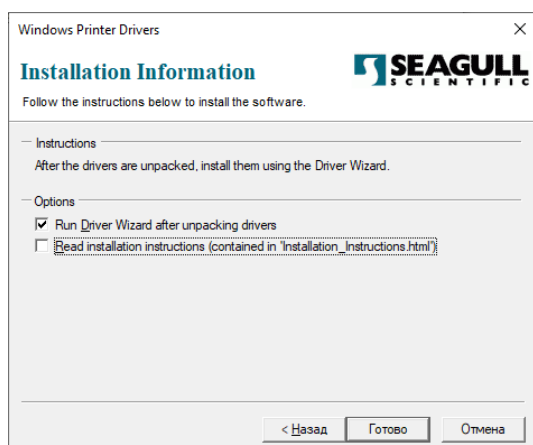 Windows Printer Drivers
Installation Information
SEAGULL
SCIENTIFIC
Follow the instructions below to install the software.
Instructions
After the drivers are unpacked, install them using the Driver Wizard.
Options
Run Driver Wizard after unpacking drivers
Read installation instructions (contained in 'Installation_Instructions.html')
< Назад
Готово
Отмена